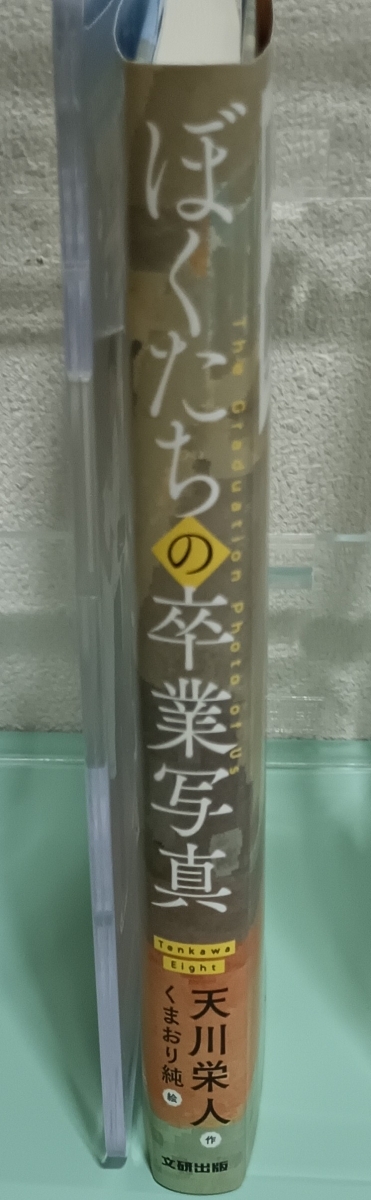 ぼくたちの卒業写真
The Graduation Photo of Us
Tenkawa
Eight
天川栄人 作
くまおり純 絵
文研出版